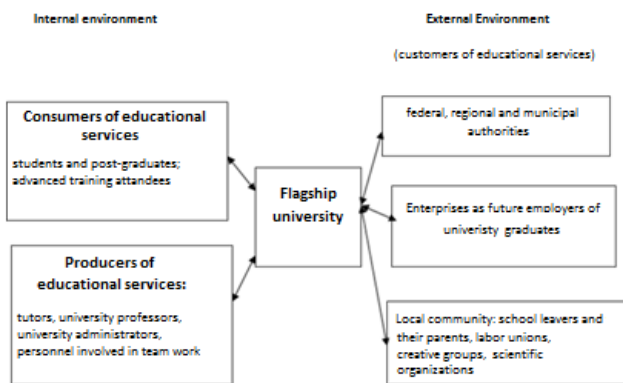 Internal environment
External Environment
(customers of educational services)
Consumers of educational
services
students and post-graduates;
advanced training attandees
Flagship
university
Producers of
educational services:
tutors, university professors,
university administrators,
personnel involved in team work
federal, regional and municipal
authorities
Enterprises as future employers of
univeristy graduates
Local community: school leavers and
their parents, labor unions,
creative groups, scientific
organizations